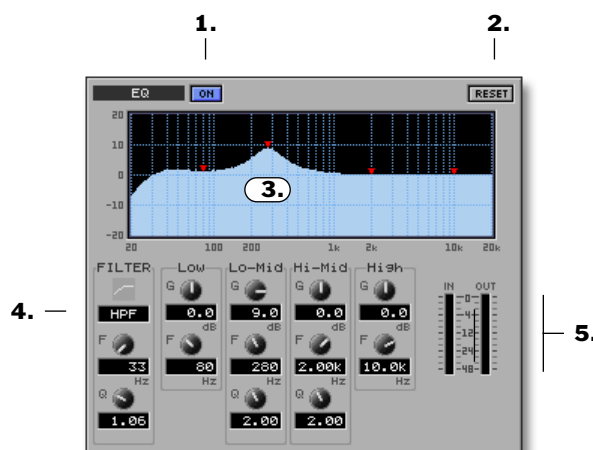 1. 2.
EQ ON RESET
20
10
0
-10
-20
20 100 200 1k 2k 10k 20k
3.
FILTER Low Lo-Mid Hi-Mid High
IN OUT
4.
HPF
G 0.0 dB
G 9.0 dB
G 0.0 dB
G 0.0 dB
-0-
-4-
-12-
-24-
-48-
5.
F 33 Hz
F 80 Hz
F 280 Hz
F 2.00k Hz
F 10.0k Hz
Q 1.06
Q 2.00
Q 2.00